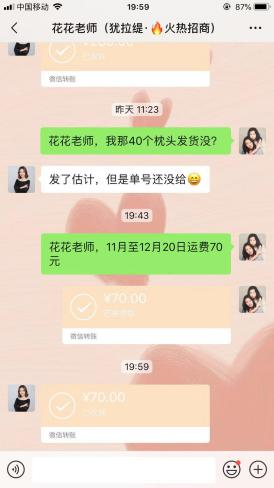 中国移动 19:59 87%
花花老师（犹拉缇·🔥火热招商）
已收款
微信转账
昨天 11:23
花花老师，我那40个枕头发货没？
发了估计，但是单号还没给😄
19:43
花花老师，11月至12月20日运费70
元
¥70.00
微信转账
19:59
¥70.00
已收款
微信转账